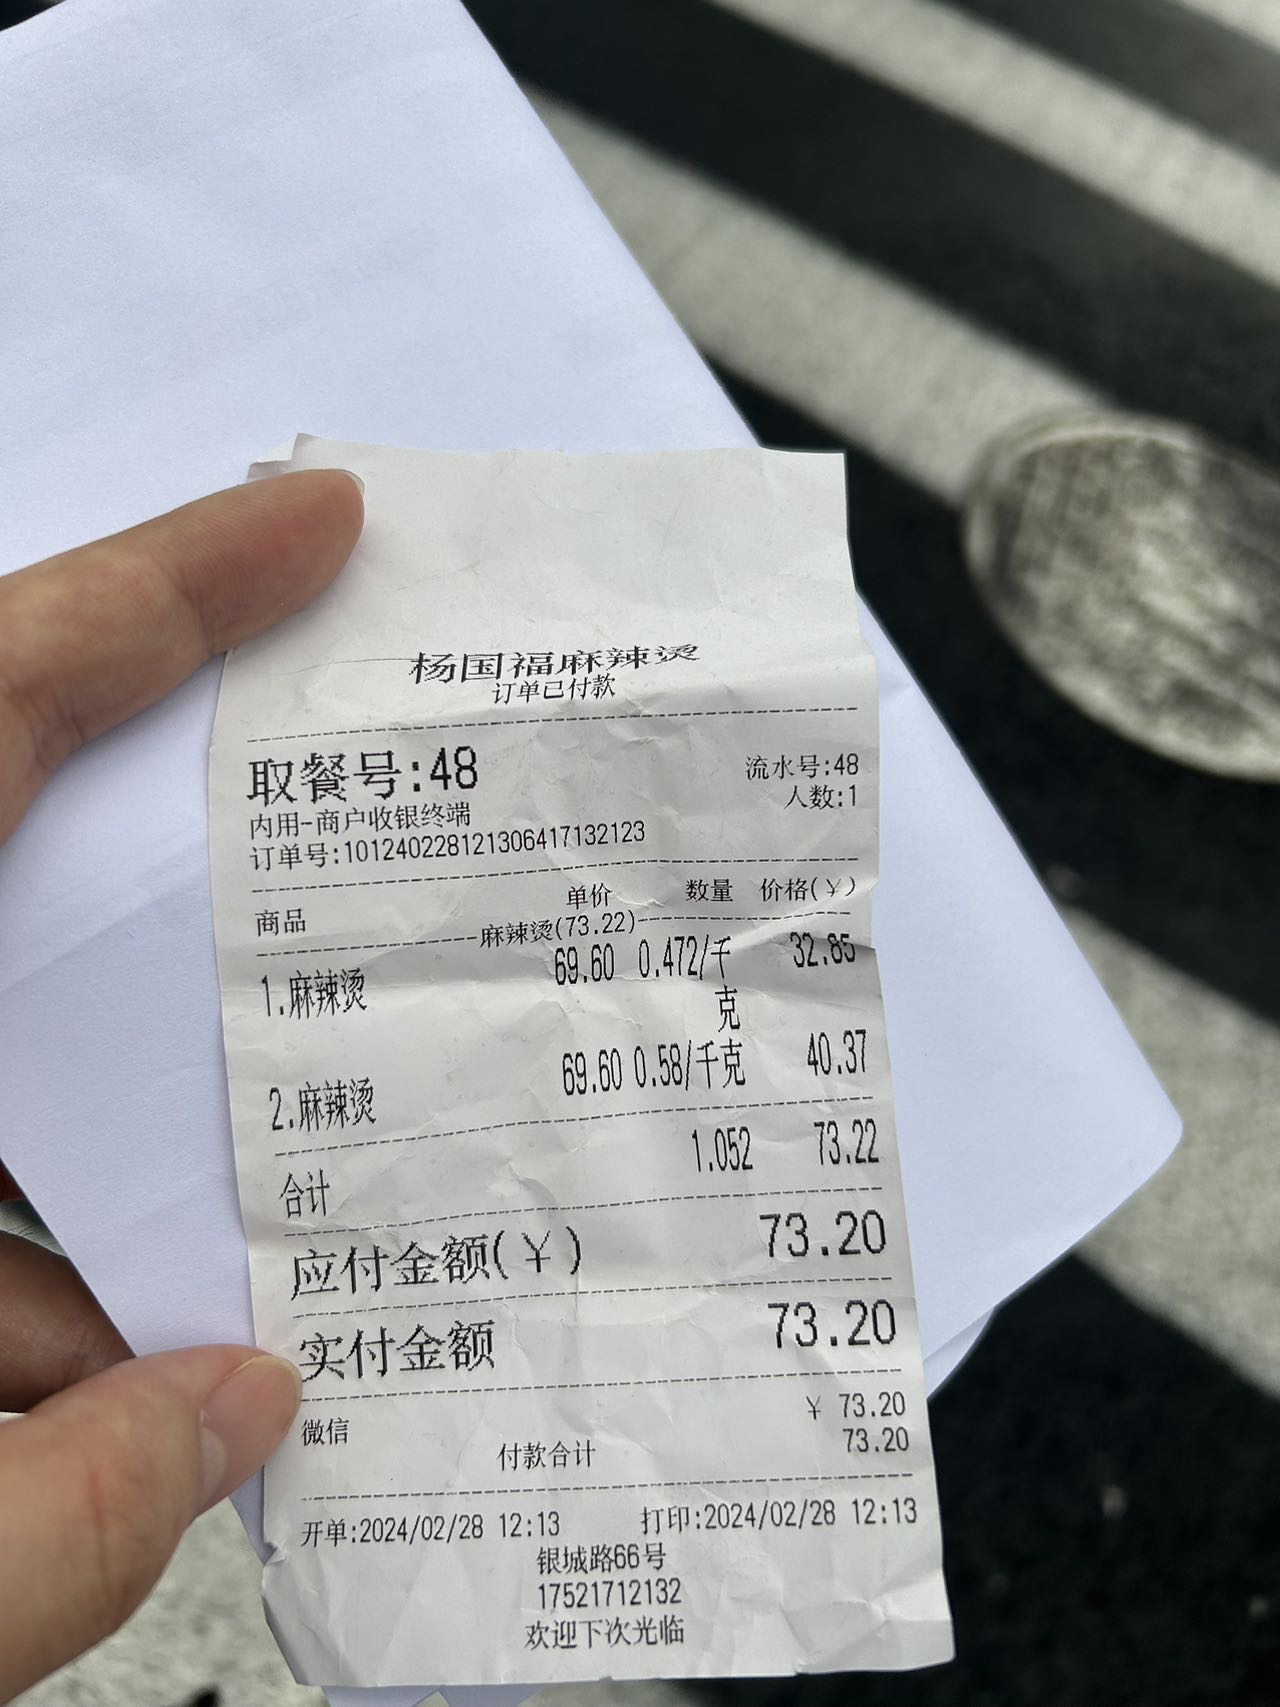 杨国福麻辣烫
订单已付款
取餐号:48
流水号:48
内用-商户收银终端
人数:1
订单号:101240228121306417132123
商品 单价 数量 价格(¥)
麻辣烫(73.22)
1.麻辣烫 69.60 0.472/千克 32.85
2.麻辣烫 69.60 0.58/千克 40.37
合计 1.052 73.22
应付金额(¥) 73.20
实付金额 73.20
微信 ¥ 73.20
付款合计 73.20
开单:2024/02/28 12:13 打印:2024/02/28 12:13
银城路66号
17521712132
欢迎下次光临